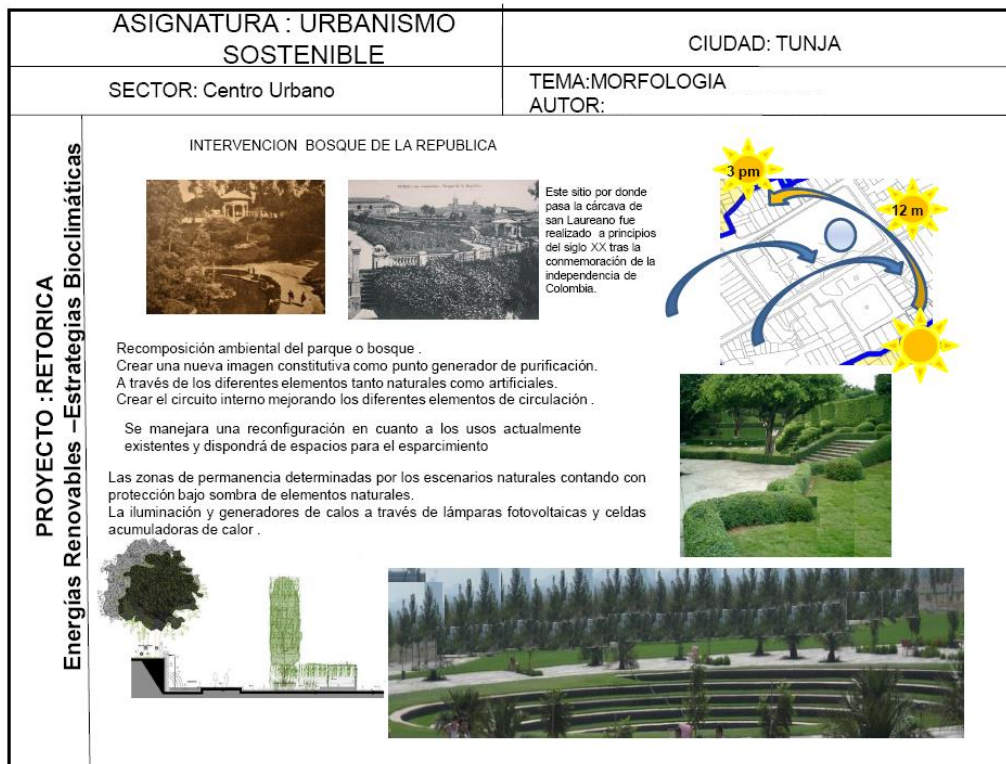 ASIGNATURA : URBANISMO
SOSTENIBLE
CIUDAD: TUNJA
SECTOR: Centro Urbano
TEMA:MORFOLOGIA
AUTOR:
PROYECTO :RETORICA
Energías Renovables –Estrategias Bioclimáticas
INTERVENCION BOSQUE DE LA REPUBLICA
Este sitio por donde
pasa la cárcava de
san Laureano fue
realizado a principios
del siglo XX tras la
conmemoración de la
independencia de
Colombia.
3 pm
12 m
Recomposición ambiental del parque o bosque .
Crear una nueva imagen constitutiva como punto generador de purificación.
A través de los diferentes elementos tanto naturales como artificiales.
Crear el circuito interno mejorando los diferentes elementos de circulación .
Se manejara una reconfiguración en cuanto a los usos actualmente
existentes y dispondrá de espacios para el esparcimiento
Las zonas de permanencia determinadas por los escenarios naturales contando con
protección bajo sombra de elementos naturales.
La iluminación y generadores de calos a través de lámparas fotovoltaicas y celdas
acumuladoras de calor .